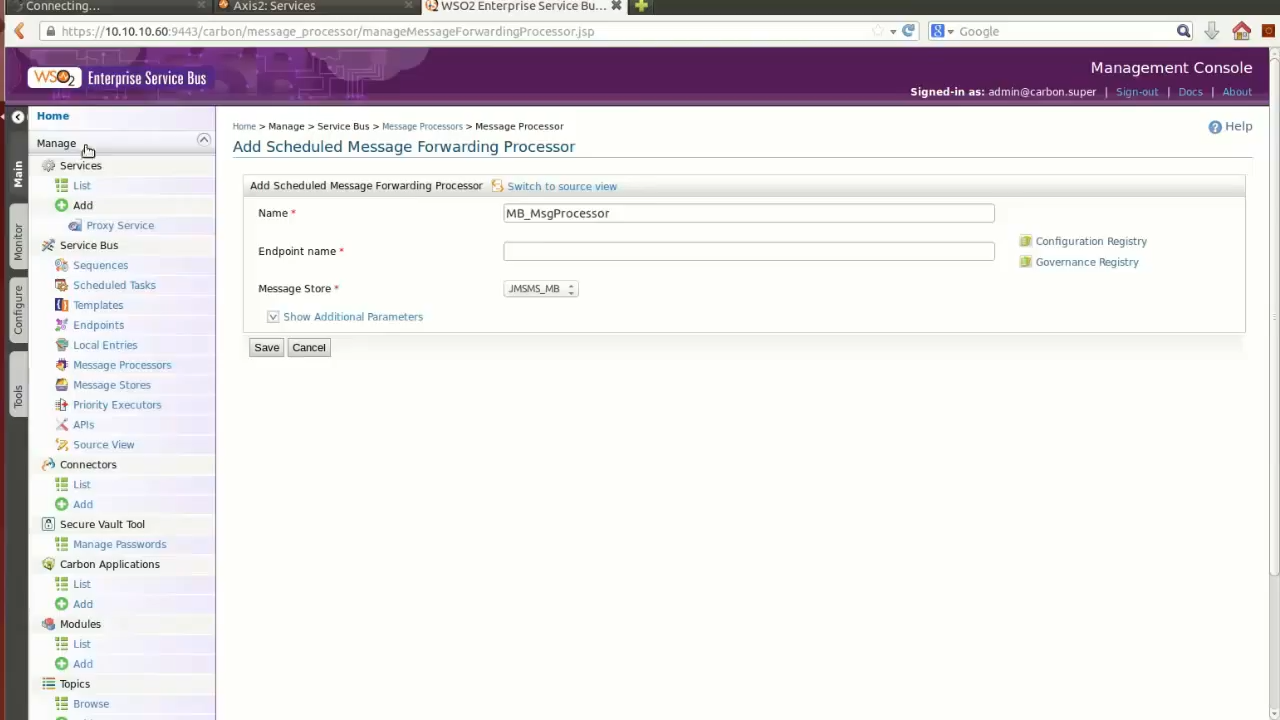 Connecting...
Axis2: Services
WSO2 Enterprise Service Bu...
https://10.10.10.60:9443/carbon/message_processor/manageMessageForwardingProcessor.jsp
Google
WSO2 Enterprise Service Bus
Management Console
Signed-in as: admin@carbon.super | Sign-out | Docs | About
Main
Monitor
Configure
Tools
Home
Manage
Services
List
Add
Proxy Service
Service Bus
Sequences
Scheduled Tasks
Templates
Endpoints
Local Entries
Message Processors
Message Stores
Priority Executors
APIs
Source View
Connectors
List
Add
Secure Vault Tool
Manage Passwords
Carbon Applications
List
Add
Modules
List
Add
Topics
Browse
Home > Manage > Service Bus > Message Processors > Message Processor
Help
Add Scheduled Message Forwarding Processor
Add Scheduled Message Forwarding Processor Switch to source view
Name * MB_MsgProcessor
Endpoint name *
Configuration Registry
Governance Registry
Message Store * JMSMS_MB
Show Additional Parameters
Save Cancel